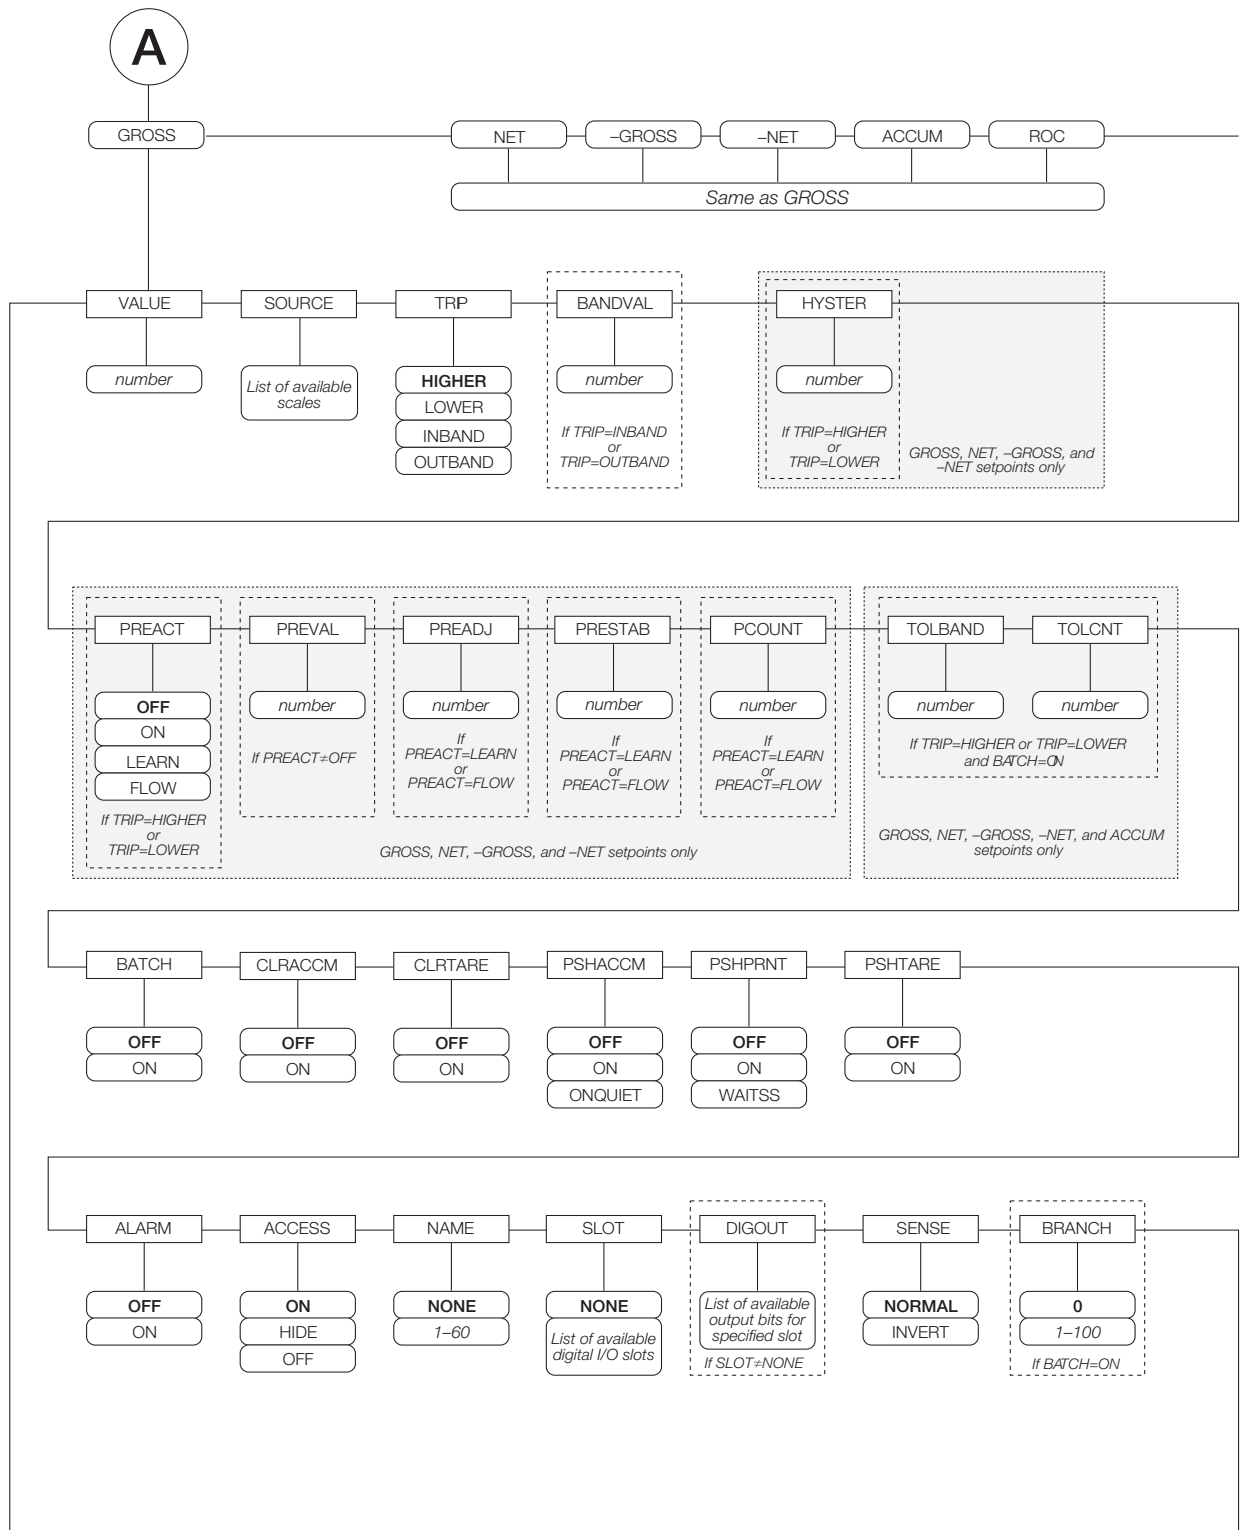 A
GROSS
NET
–GROSS
–NET
ACCUM
ROC
Same as GROSS
VALUE
SOURCE
TRIP
BANDVAL
HYSTER
number
List of available
scales
HIGHER
LOWER
INBAND
OUTBAND
number
If TRIP=INBAND
or
TRIP=OUTBAND
number
If TRIP=HIGHER
or
TRIP=LOWER
GROSS, NET, –GROSS, and
–NET setpoints only
PREACT
PREVAL
PREADJ
PRESTAB
PCOUNT
TOLBAND
TOLCNT
OFF
ON
LEARN
FLOW
If TRIP=HIGHER
or
TRIP=LOWER
number
If PREACT≠OFF
number
If
PREACT=LEARN
or
PREACT=FLOW
number
If
PREACT=LEARN
or
PREACT=FLOW
number
If
PREACT=LEARN
or
PREACT=FLOW
GROSS, NET, –GROSS, and –NET setpoints only
number
number
If TRIP=HIGHER or TRIP=LOWER
and BATCH=ON
GROSS, NET, –GROSS, –NET, and ACCUM
setpoints only
BATCH
CLRACCM
CLRTARE
PSHACCM
PSHPRNT
PSHTARE
OFF
ON
OFF
ON
OFF
ON
OFF
ON
ONQUIET
OFF
ON
WAITSS
OFF
ON
ALARM
ACCESS
NAME
SLOT
DIGOUT
SENSE
BRANCH
OFF
ON
ON
HIDE
OFF
NONE
1–60
NONE
List of available
digital I/O slots
List of available
output bits for
specified slot
If SLOT≠NONE
NORMAL
INVERT
0
1–100
If BATCH=ON